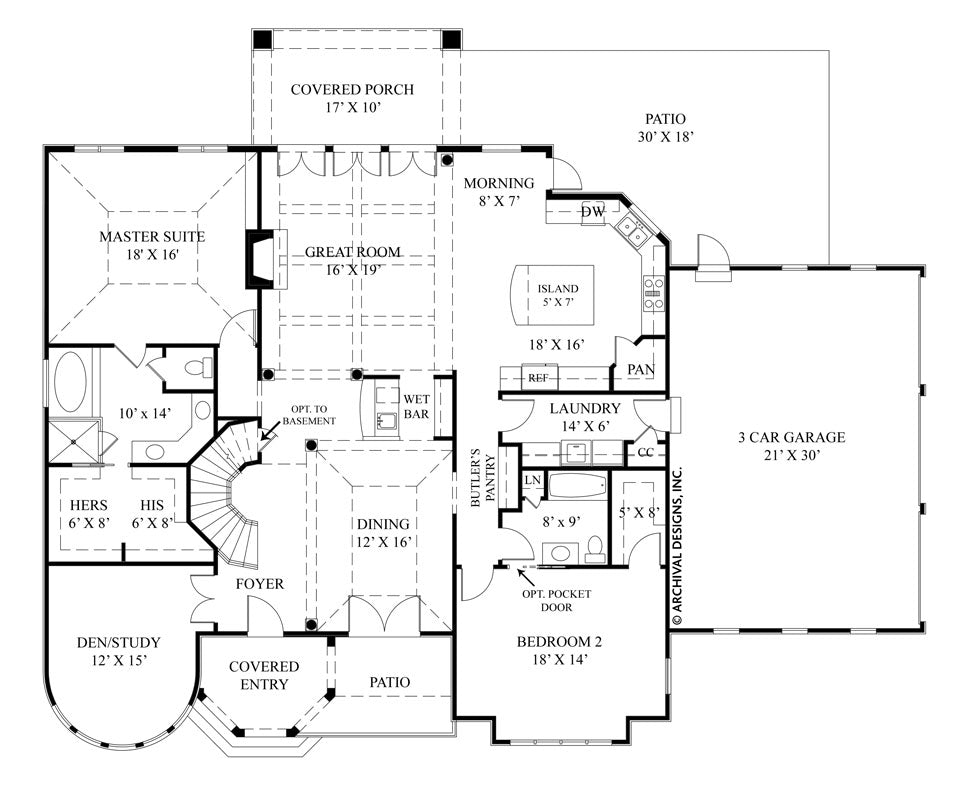 COVERED PORCH
17' X 10'
PATIO
30' X 18'
MORNING
8' X 7'
DW
MASTER SUITE
18' X 16'
GREAT ROOM
16' X 19'
ISLAND
5' X 7'
18' X 16'
PAN
REF
10' x 14'
OPT. TO
BASEMENT
WET
BAR
LAUNDRY
14' X 6'
CC
3 CAR GARAGE
21' X 30'
HERS
6' X 8'
HIS
6' X 8'
BUTLER'S
PANTRY
LN
8' x 9'
5' X 8'
DINING
12' X 16'
© ARCHIVAL DESIGNS, INC.
FOYER
OPT. POCKET
DOOR
DEN/STUDY
12' X 15'
COVERED
ENTRY
PATIO
BEDROOM 2
18' X 14'